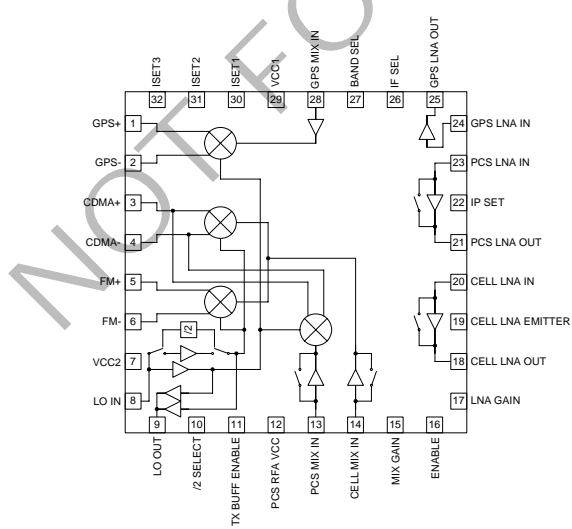 NOT FO
ISET3
ISET2
ISET1
VCC1
GPS MIX IN
BAND SEL
IF SEL
GPS LNA OUT
32
31
30
29
28
27
26
25
GPS+ 1
GPS- 2
CDMA+ 3
CDMA- 4
FM+ 5
FM- 6
VCC2 7
LO IN 8
/2
24 GPS LNA IN
23 PCS LNA IN
22 IP SET
21 PCS LNA OUT
20 CELL LNA IN
19 CELL LNA EMITTER
18 CELL LNA OUT
17 LNA GAIN
9
10
11
12
13
14
15
16
LO OUT
/2 SELECT
TX BUFF ENABLE
PCS RFA VCC
PCS MIX IN
CELL MIX IN
MIX GAIN
ENABLE